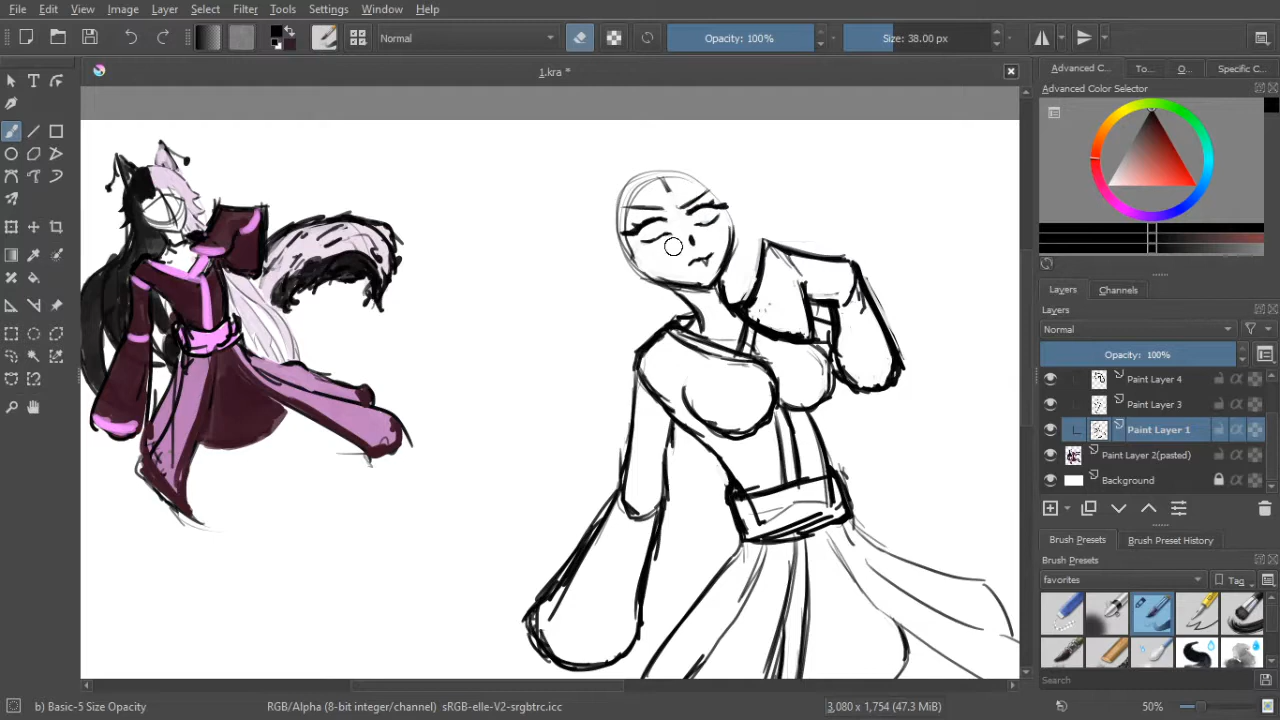 File Edit View Image Layer Select Filter Tools Settings Window Help
Normal
Opacity: 100%
Size: 38.00 px
1.kra *
Advanced C... To... O... Specific C...
Advanced Color Selector
Layers Channels
Layers
Normal
Opacity: 100%
Paint Layer 4
Paint Layer 3
Paint Layer 1
Paint Layer 2(pasted)
Background
Brush Presets Brush Preset History
Brush Presets
favorites
Tag
Search
b) Basic-5 Size Opacity
RGB/Alpha (8-bit integer/channel) sRGB-elle-V2-srgbtrc.icc
3,080 x 1,754 (47.3 MiB)
50%